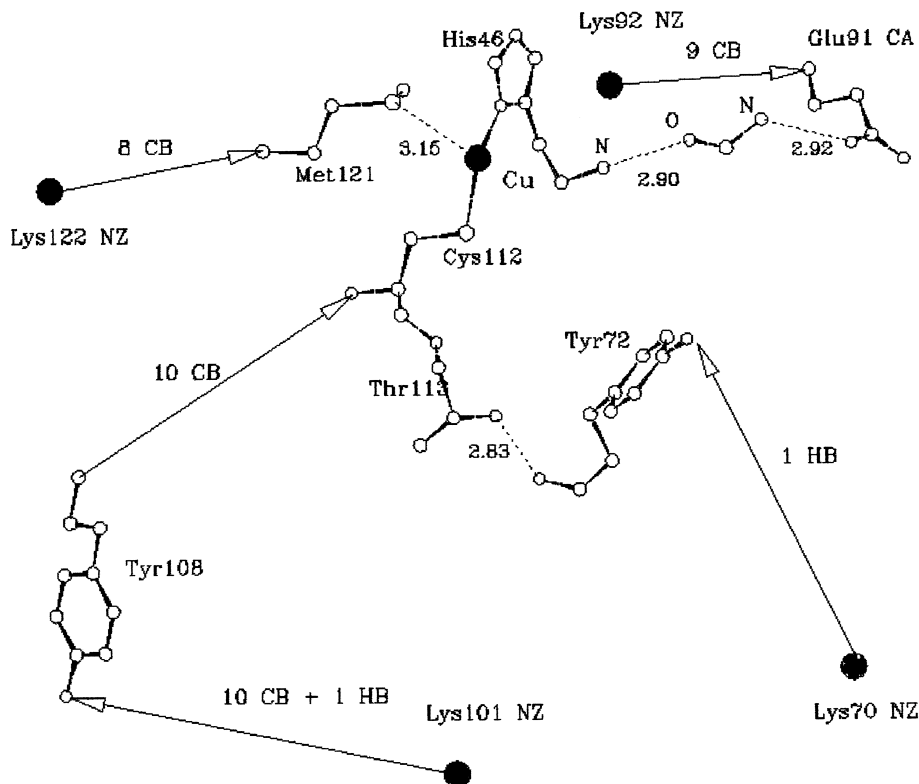 His46
Lys92 NZ
Glu91 CA
9 CB
8 CB
3.15
O
N
N
2.92
Met121
Cu
2.90
Lys122 NZ
Cys112
Tyr72
10 CB
Thr113
2.83
1 HB
Tyr108
10 CB + 1 HB
Lys101 NZ
Lys70 NZ